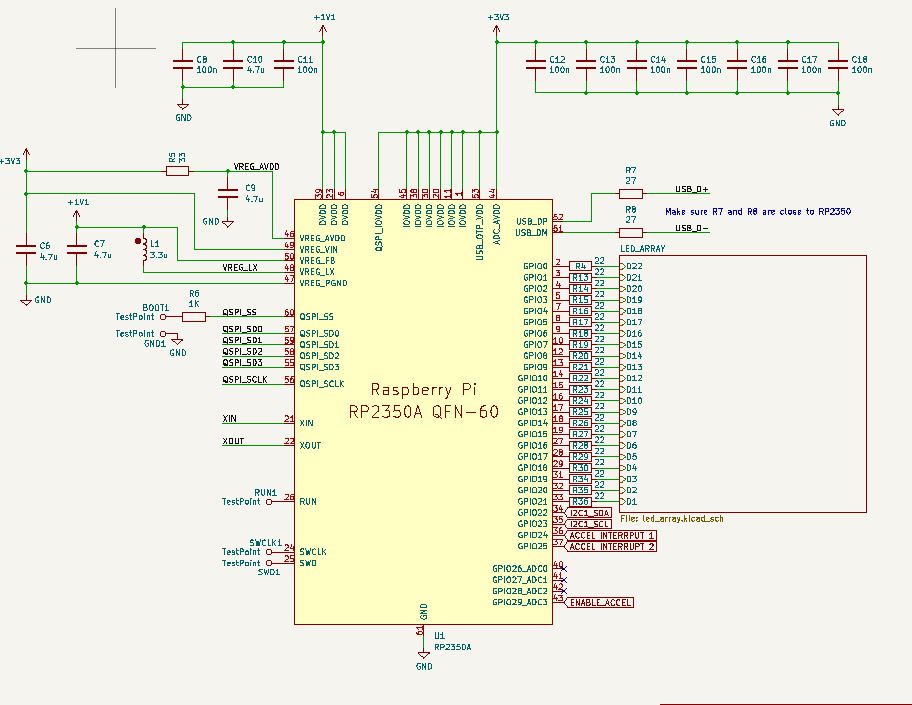 +1V1
+3V3
C8 100n
C10 4.7u
C11 100n
C12 100n
C13 100n
C14 100n
C15 100n
C16 100n
C17 100n
C18 100n
GND
GND
+3V3
R5 33
VREG_AVDD
C9 4.7u
GND
+1V1
C6 4.7u
C7 4.7u
L1 3.3u
VREG_LX
GND
39 23 6 54 45 38 30 20 11 1 53 44
DVDD DVDD DVDD QSPI_IOVDD IOVDD IOVDD IOVDD IOVDD IOVDD IOVDD USB_OTP_VDD ADC_AVDD
46 VREG_AVDD
49 VREG_VIN
50 VREG_FB
48 VREG_LX
47 VREG_PGND
R6 1K
BOOT1
TestPoint
TestPoint
GND1
GND
QSPI_SS 60 QSPI_SS
QSPI_SD0 57 QSPI_SD0
QSPI_SD1 59 QSPI_SD1
QSPI_SD2 58 QSPI_SD2
QSPI_SD3 55 QSPI_SD3
QSPI_SCLK 56 QSPI_SCLK
XIN 21 XIN
XOUT 22 XOUT
RUN1
TestPoint 26 RUN
SWCLK1
TestPoint 24 SWCLK
TestPoint 25 SWD
SWD1
Raspberry Pi
RP2350A QFN-60
R7
27
USB_DP 52 USB_D+
R8
27
USB_DM 51 USB_D-
Make sure R7 and R8 are close to RP2350
LED_ARRAY
GPIO0 2 R4 22 D22
GPIO1 3 R13 22 D21
GPIO2 4 R14 22 D20
GPIO3 5 R15 22 D19
GPIO4 7 R16 22 D18
GPIO5 8 R17 22 D17
GPIO6 9 R18 22 D16
GPIO7 10 R19 22 D15
GPIO8 12 R20 22 D14
GPIO9 13 R21 22 D13
GPIO10 14 R22 22 D12
GPIO11 15 R23 22 D11
GPIO12 16 R24 22 D10
GPIO13 17 R25 22 D9
GPIO14 18 R26 22 D8
GPIO15 19 R27 22 D7
GPIO16 27 R28 22 D6
GPIO17 28 R29 22 D5
GPIO18 29 R30 22 D4
GPIO19 31 R34 22 D3
GPIO20 32 R35 22 D2
GPIO21 33 R36 22 D1
GPIO22 34 I2C1_SDA
File: led_array.kicad_sch
GPIO23 35 I2C1_SCL
GPIO24 36 ACCEL INTERRPUT 1
GPIO25 37 ACCEL INTERRUPT 2
GPIO26_ADC0 40
GPIO27_ADC1 41
GPIO28_ADC2 42
GPIO29_ADC3 43 ENABLE_ACCEL
GND
61
U1
RP2350A
GND